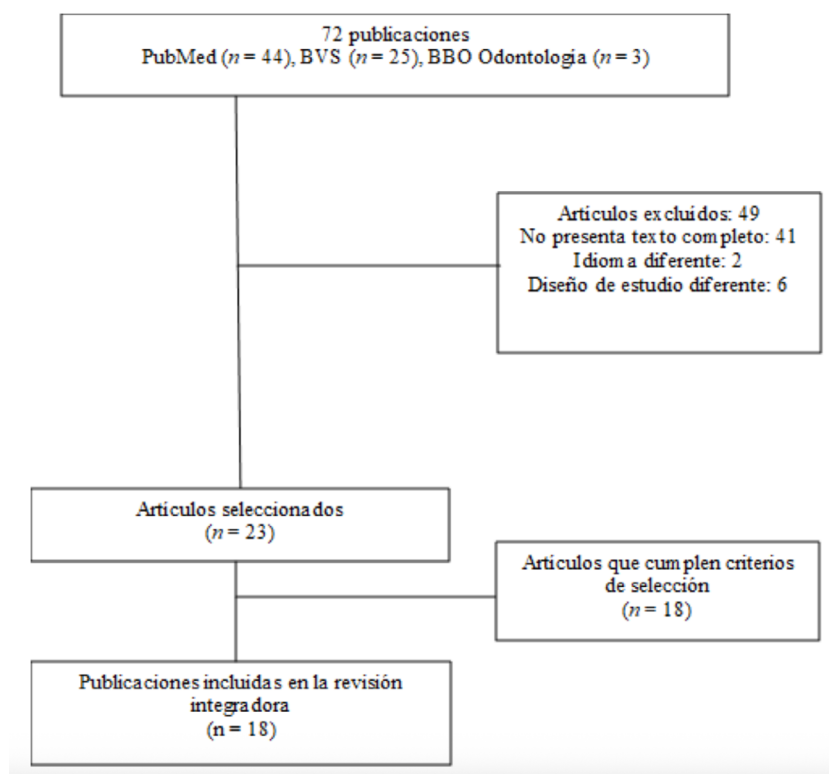 72 publicaciones
PubMed (n = 44), BVS (n = 25), BBO Odontologia (n = 3)
Artículos excluídos: 49
No presenta texto completo: 41
Idioma diferente: 2
Diseño de estudio diferente: 6
Artículos seleccionados
(n = 23)
Artículos que cumplen criterios
de selección
(n = 18)
Publicaciones incluidas en la revisión
integradora
(n = 18)